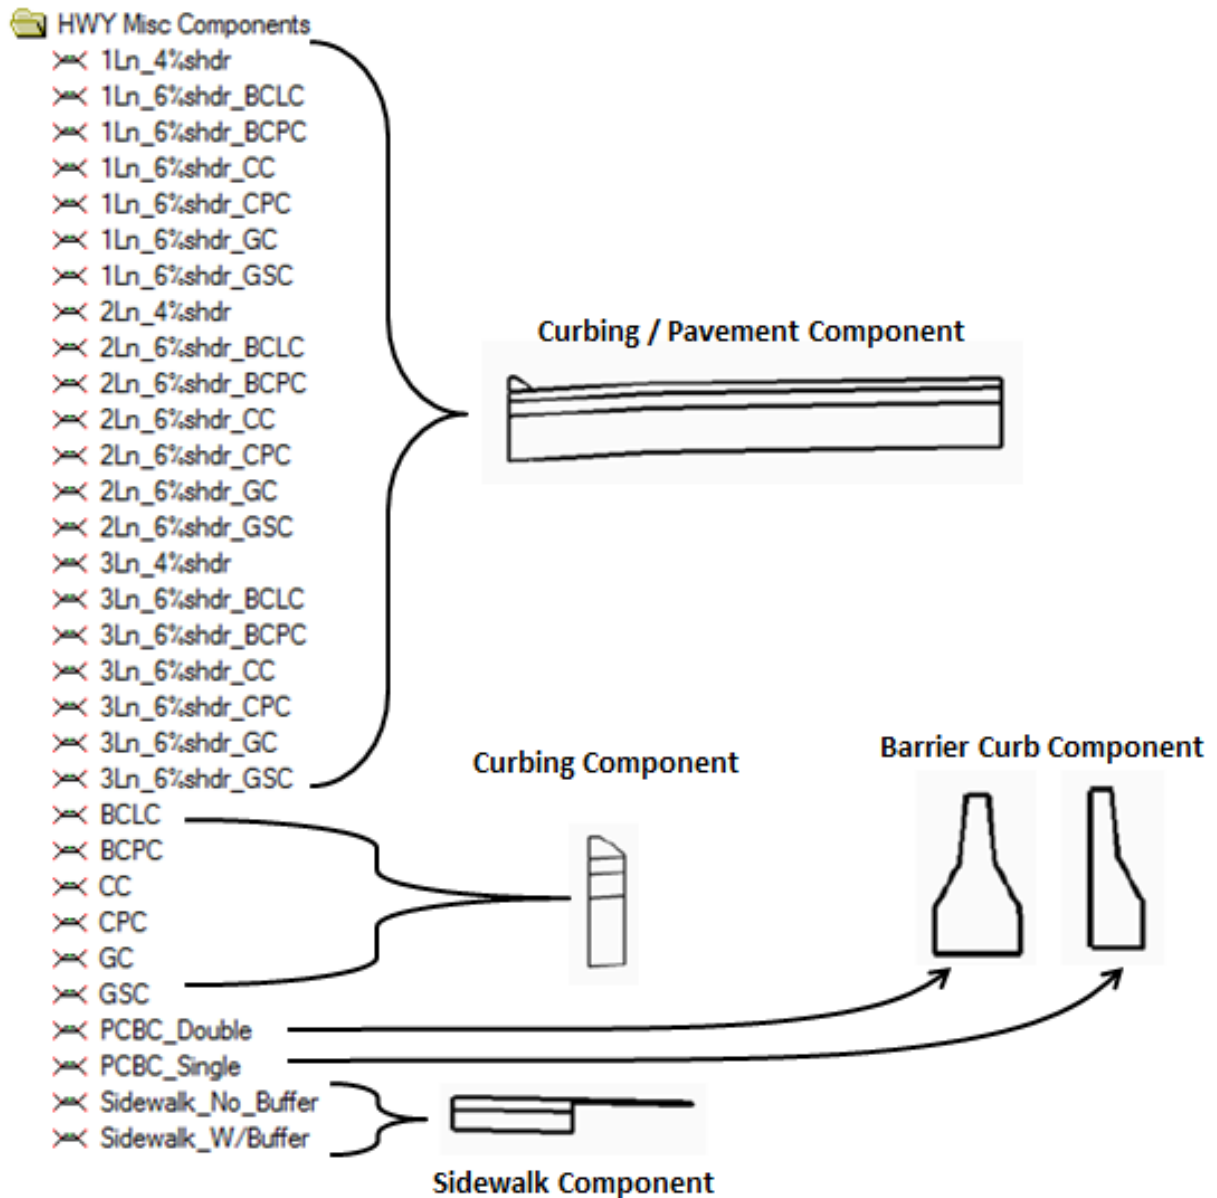 HWY Misc Components
1Ln_4%shdr
1Ln_6%shdr_BCLC
1Ln_6%shdr_BCPC
1Ln_6%shdr_CC
1Ln_6%shdr_CPC
1Ln_6%shdr_GC
1Ln_6%shdr_GSC
2Ln_4%shdr
2Ln_6%shdr_BCLC
2Ln_6%shdr_BCPC
2Ln_6%shdr_CC
2Ln_6%shdr_CPC
2Ln_6%shdr_GC
2Ln_6%shdr_GSC
3Ln_4%shdr
3Ln_6%shdr_BCLC
3Ln_6%shdr_BCPC
3Ln_6%shdr_CC
3Ln_6%shdr_CPC
3Ln_6%shdr_GC
3Ln_6%shdr_GSC
BCLC
BCPC
CC
CPC
GC
GSC
PCBC_Double
PCBC_Single
Sidewalk_No_Buffer
Sidewalk_W/Buffer
Curbing / Pavement Component
Curbing Component
Barrier Curb Component
Sidewalk Component